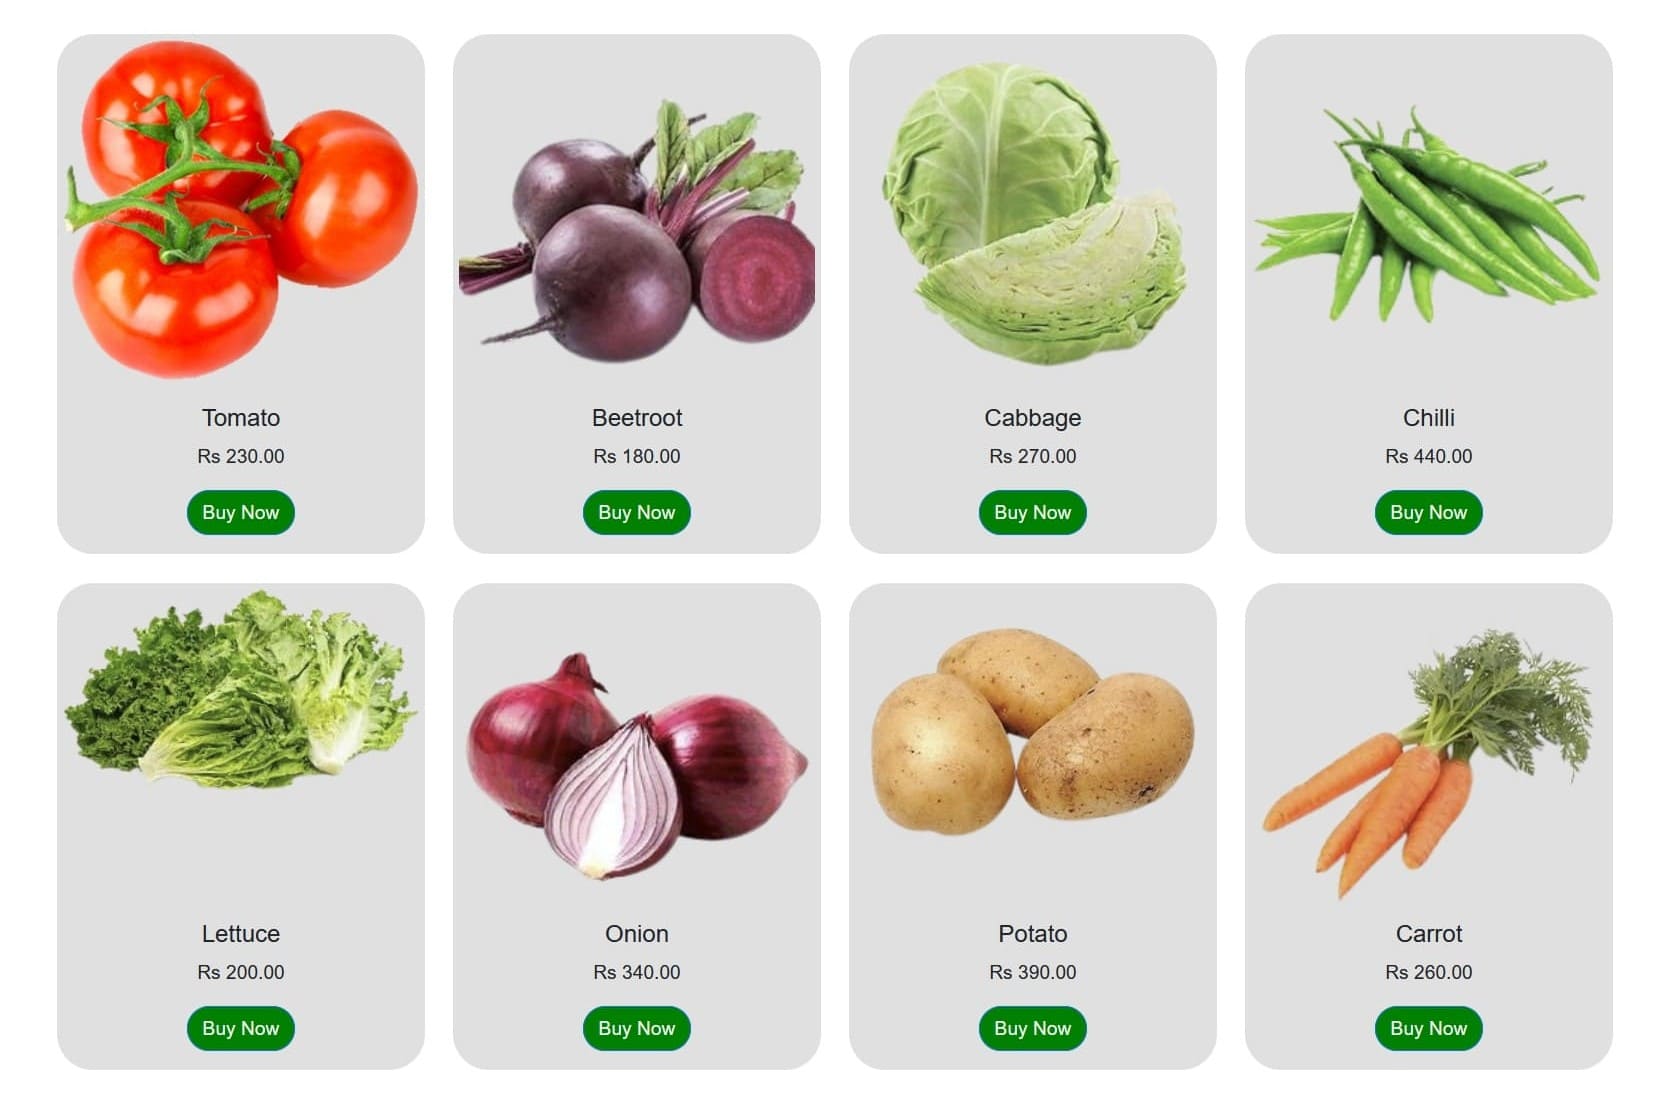 Tomato
Rs 230.00
Buy Now
Beetroot
Rs 180.00
Buy Now
Cabbage
Rs 270.00
Buy Now
Chilli
Rs 440.00
Buy Now
Lettuce
Rs 200.00
Buy Now
Onion
Rs 340.00
Buy Now
Potato
Rs 390.00
Buy Now
Carrot
Rs 260.00
Buy Now